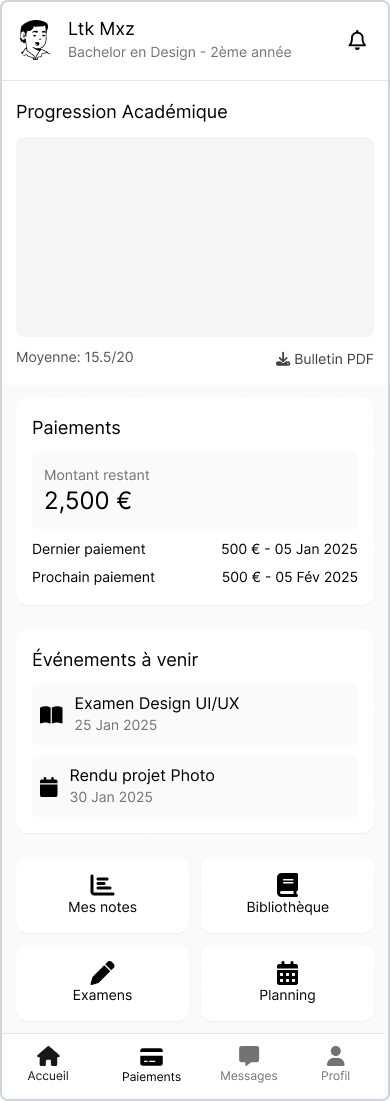 Ltk Mxz
Bachelor en Design - 2ème année
Progression Académique
Moyenne: 15.5/20
Bulletin PDF
Paiements
Montant restant
2,500 €
Dernier paiement 500 € - 05 Jan 2025
Prochain paiement 500 € - 05 Fév 2025
Événements à venir
Examen Design UI/UX
25 Jan 2025
Rendu projet Photo
30 Jan 2025
Mes notes
Bibliothèque
Examens
Planning
Accueil
Paiements
Messages
Profil